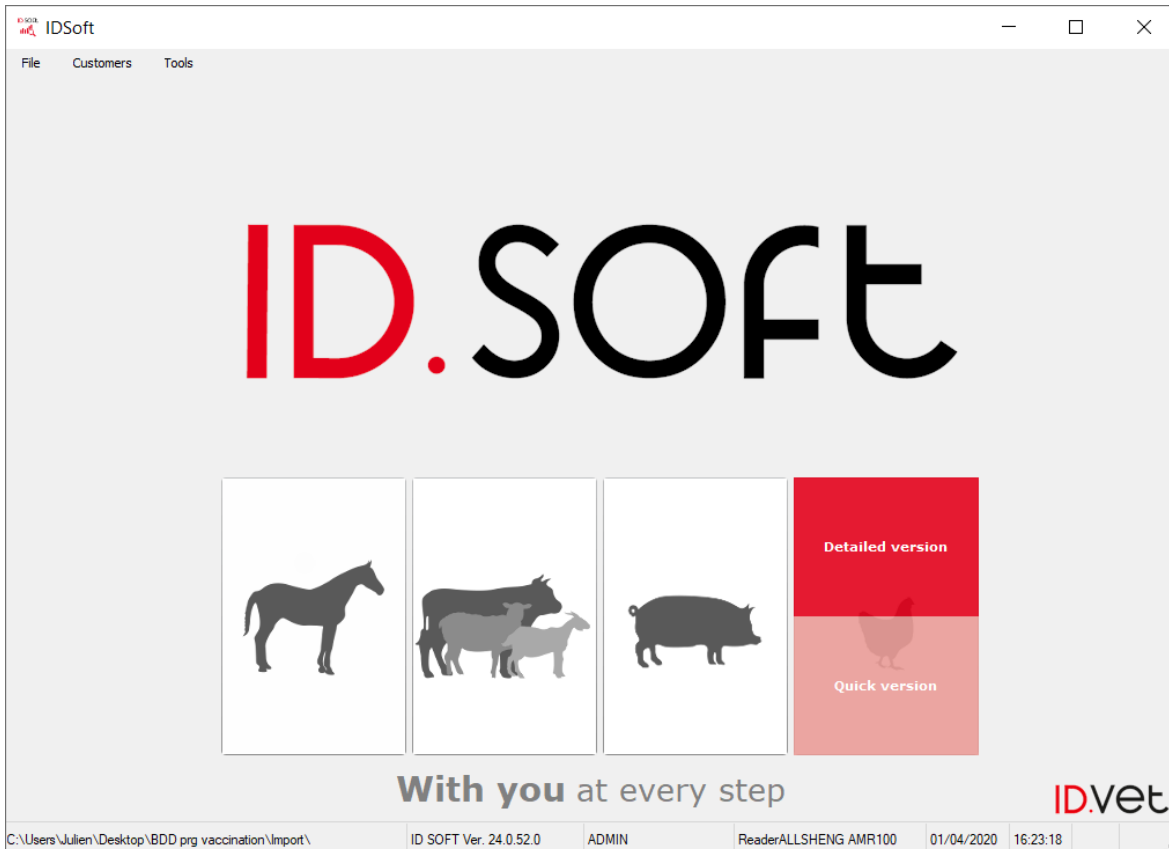 ID.SOft
IDSoft
File Customers Tools
ID.SOft
Detailed version
Quick version
With you at every step
ID.Vet
C:\Users\Julien\Desktop\BDD prg vaccination\Import\ ID SOFT Ver. 24.0.52.0 ADMIN ReaderALLSHENG AMR100 01/04/2020 16:23:18